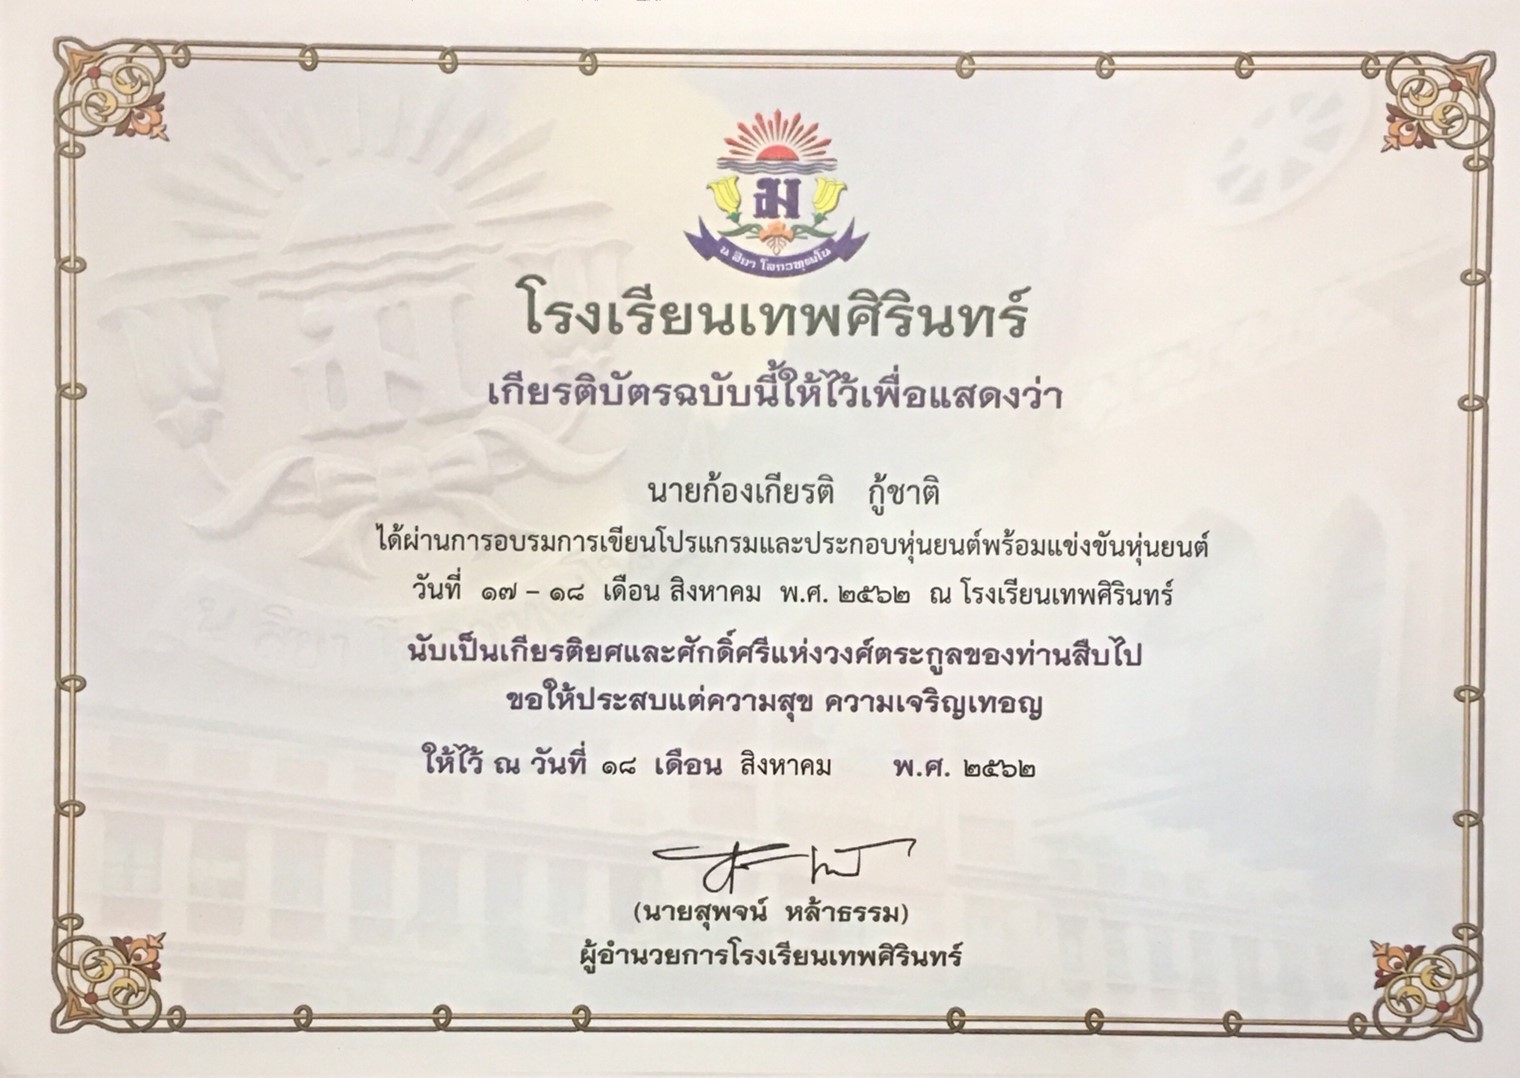 น สิยา โลกวฑฺฒโน
โรงเรียนเทพศิรินทร์
เกียรติบัตรฉบับนี้ให้ไว้เพื่อแสดงว่า
นายก้องเกียรติ กู้ชาติ
ได้ผ่านการอบรมการเขียนโปรแกรมและประกอบหุ่นยนต์พร้อมแข่งขันหุ่นยนต์
วันที่ ๑๗ - ๑๘ เดือน สิงหาคม พ.ศ. ๒๕๖๒ ณ โรงเรียนเทพศิรินทร์
นับเป็นเกียรติยศและศักดิ์ศรีแห่งวงศ์ตระกูลของท่านสืบไป
ขอให้ประสบแต่ความสุข ความเจริญเทอญ
ให้ไว้ ณ วันที่ ๑๘ เดือน สิงหาคม พ.ศ. ๒๕๖๒
(นายสุพจน์ หล้าธรรม)
ผู้อำนวยการโรงเรียนเทพศิรินทร์